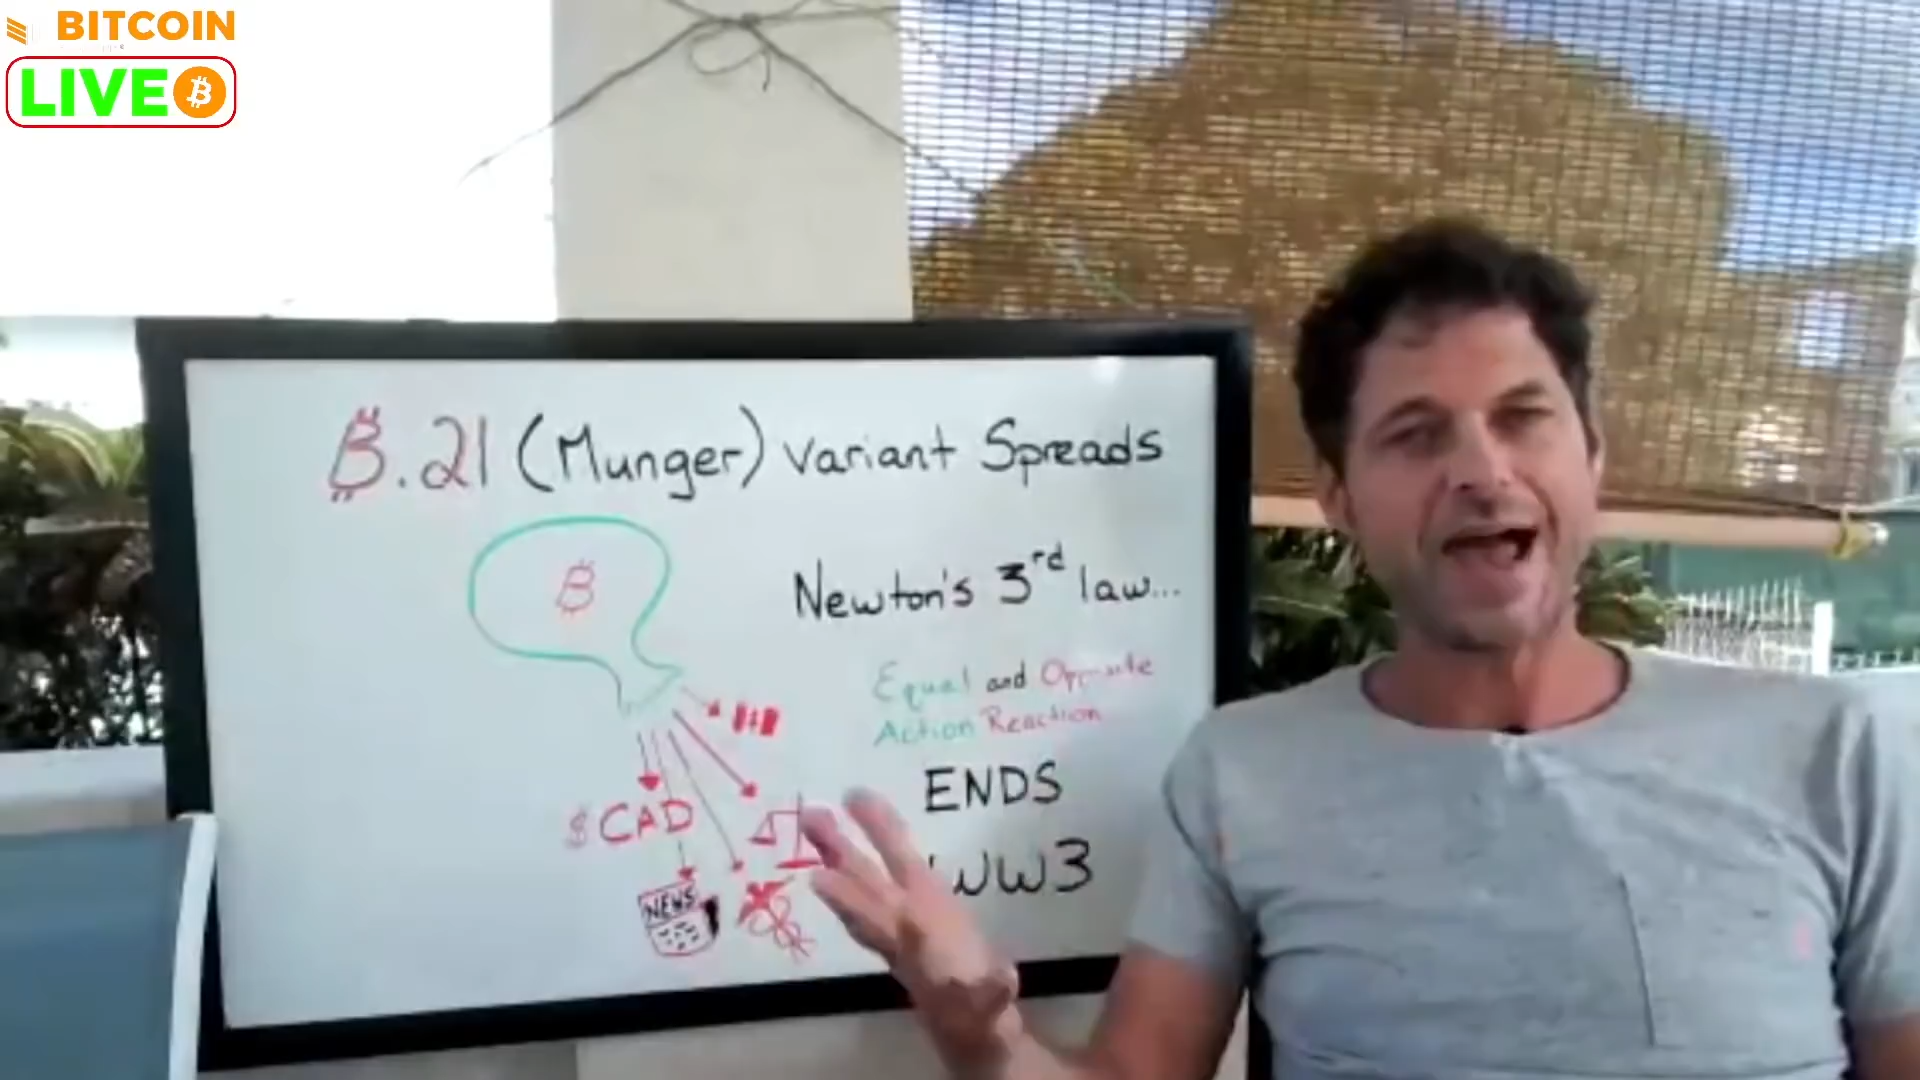 BITCOIN
LIVE
B.21 (Munger) variant Spreads
B
Newton's 3rd law...
Equal and Opposite
Action Reaction
ENDS
$CAD
WW3
NEWS